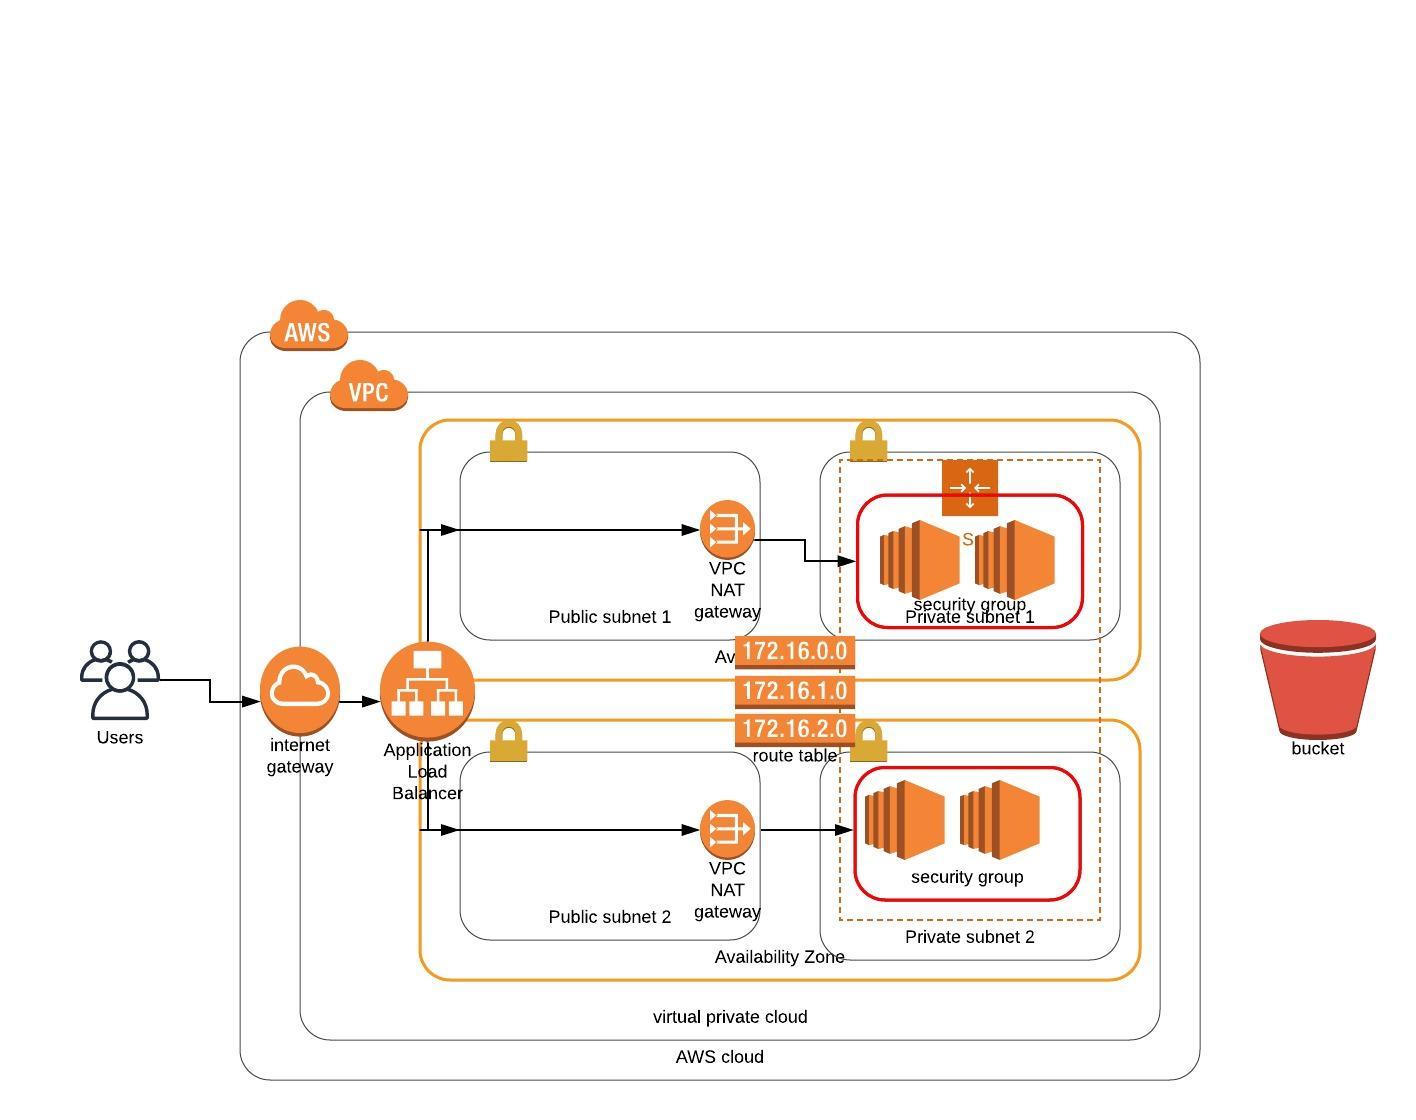 AWS
VPC
VPC
NAT
gateway
Public subnet 1
S
security group
Private subnet 1
172.16.0.0
172.16.1.0
172.16.2.0
route table
Users
internet
gateway
Application
Load
Balancer
bucket
VPC
NAT
gateway
Public subnet 2
security group
Private subnet 2
Availability Zone
virtual private cloud
AWS cloud